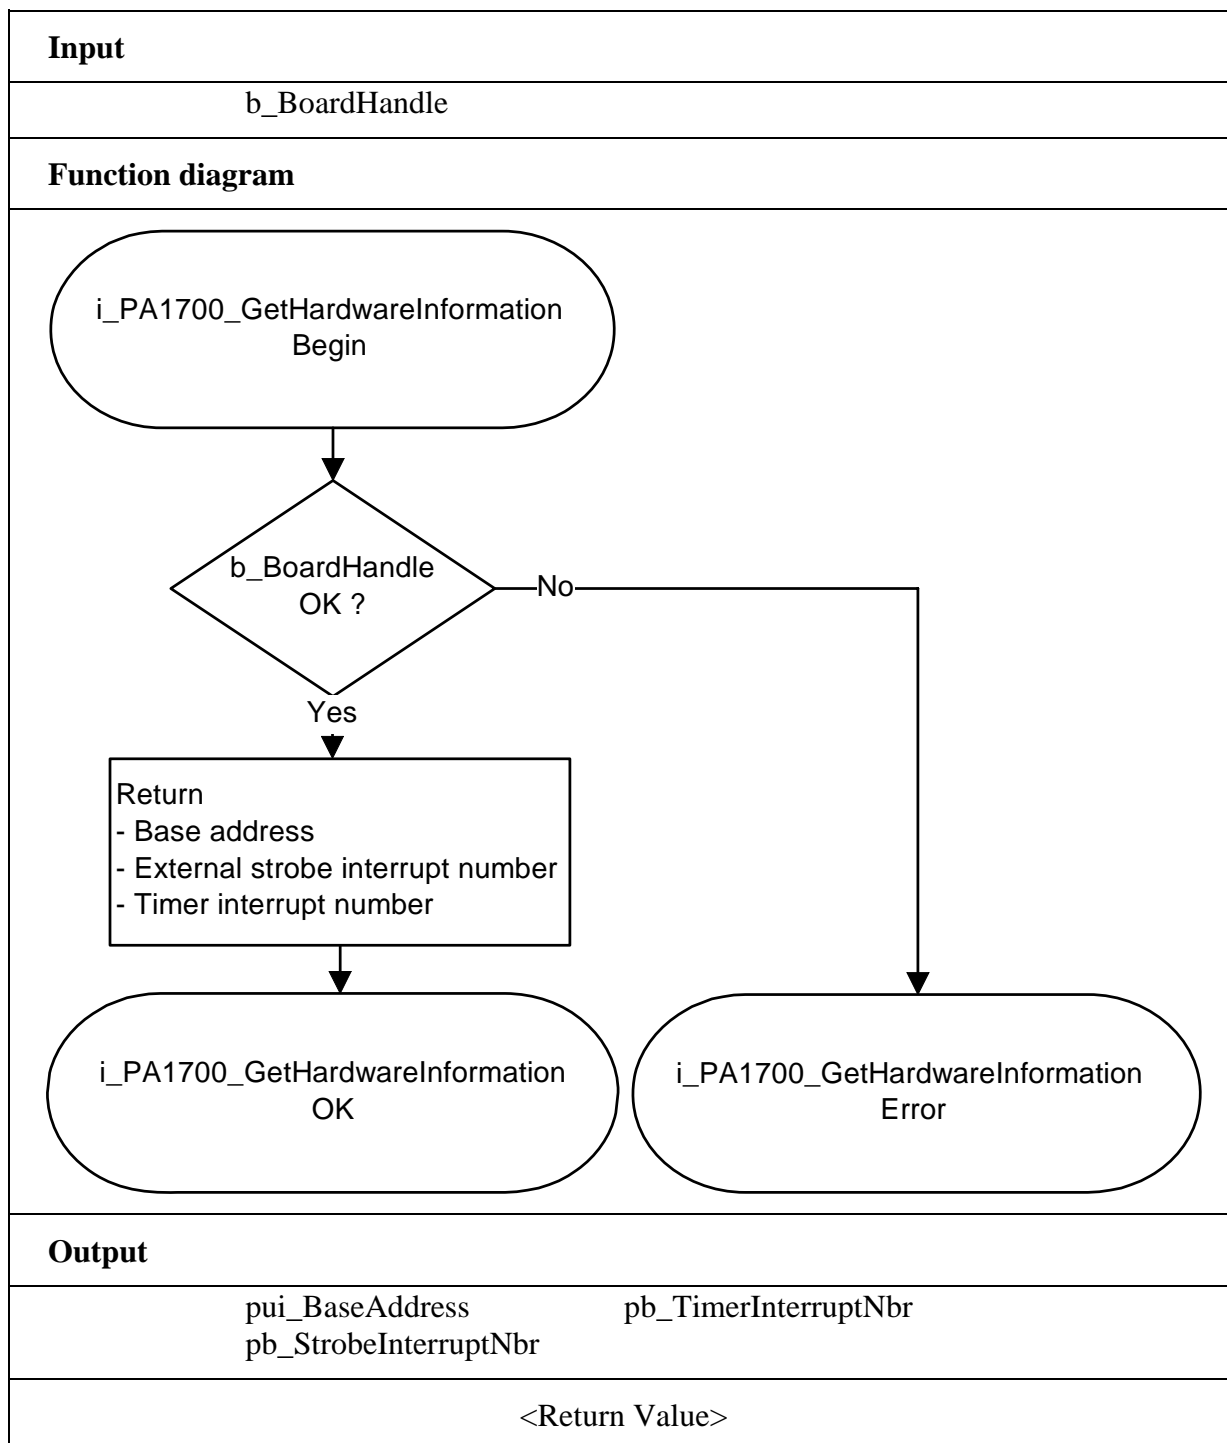 Input
b_BoardHandle
Function diagram
i_PA1700_GetHardwareInformation
Begin
b_BoardHandle
OK ?
No
Yes
Return
- Base address
- External strobe interrupt number
- Timer interrupt number
i_PA1700_GetHardwareInformation
OK
i_PA1700_GetHardwareInformation
Error
Output
pui_BaseAddress pb_TimerInterruptNbr
pb_StrobeInterruptNbr
<Return Value>